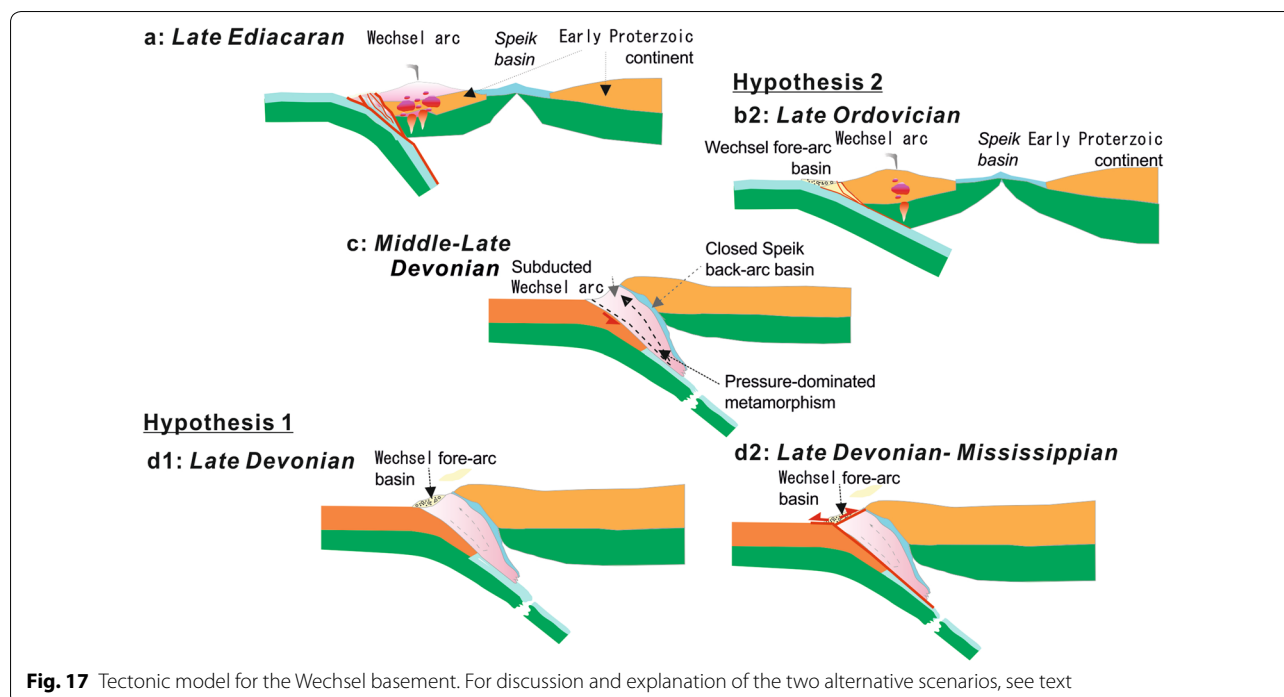 a: Late Ediacaran
Wechsel arc
Speik
basin
Early Proterzoic
continent
Hypothesis 2
b2: Late Ordovician
Wechsel arc
Wechsel fore-arc
basin
Speik
basin
Early Proterzoic
continent
c: Middle-Late
Devonian
Subducted
Wechsel arc
Closed Speik
back-arc basin
Pressure-dominated
metamorphism
Hypothesis 1
d1: Late Devonian
Wechsel fore-arc
basin
d2: Late Devonian- Mississippian
Wechsel fore-arc
basin
Fig. 17 Tectonic model for the Wechsel basement. For discussion and explanation of the two alternative scenarios, see text